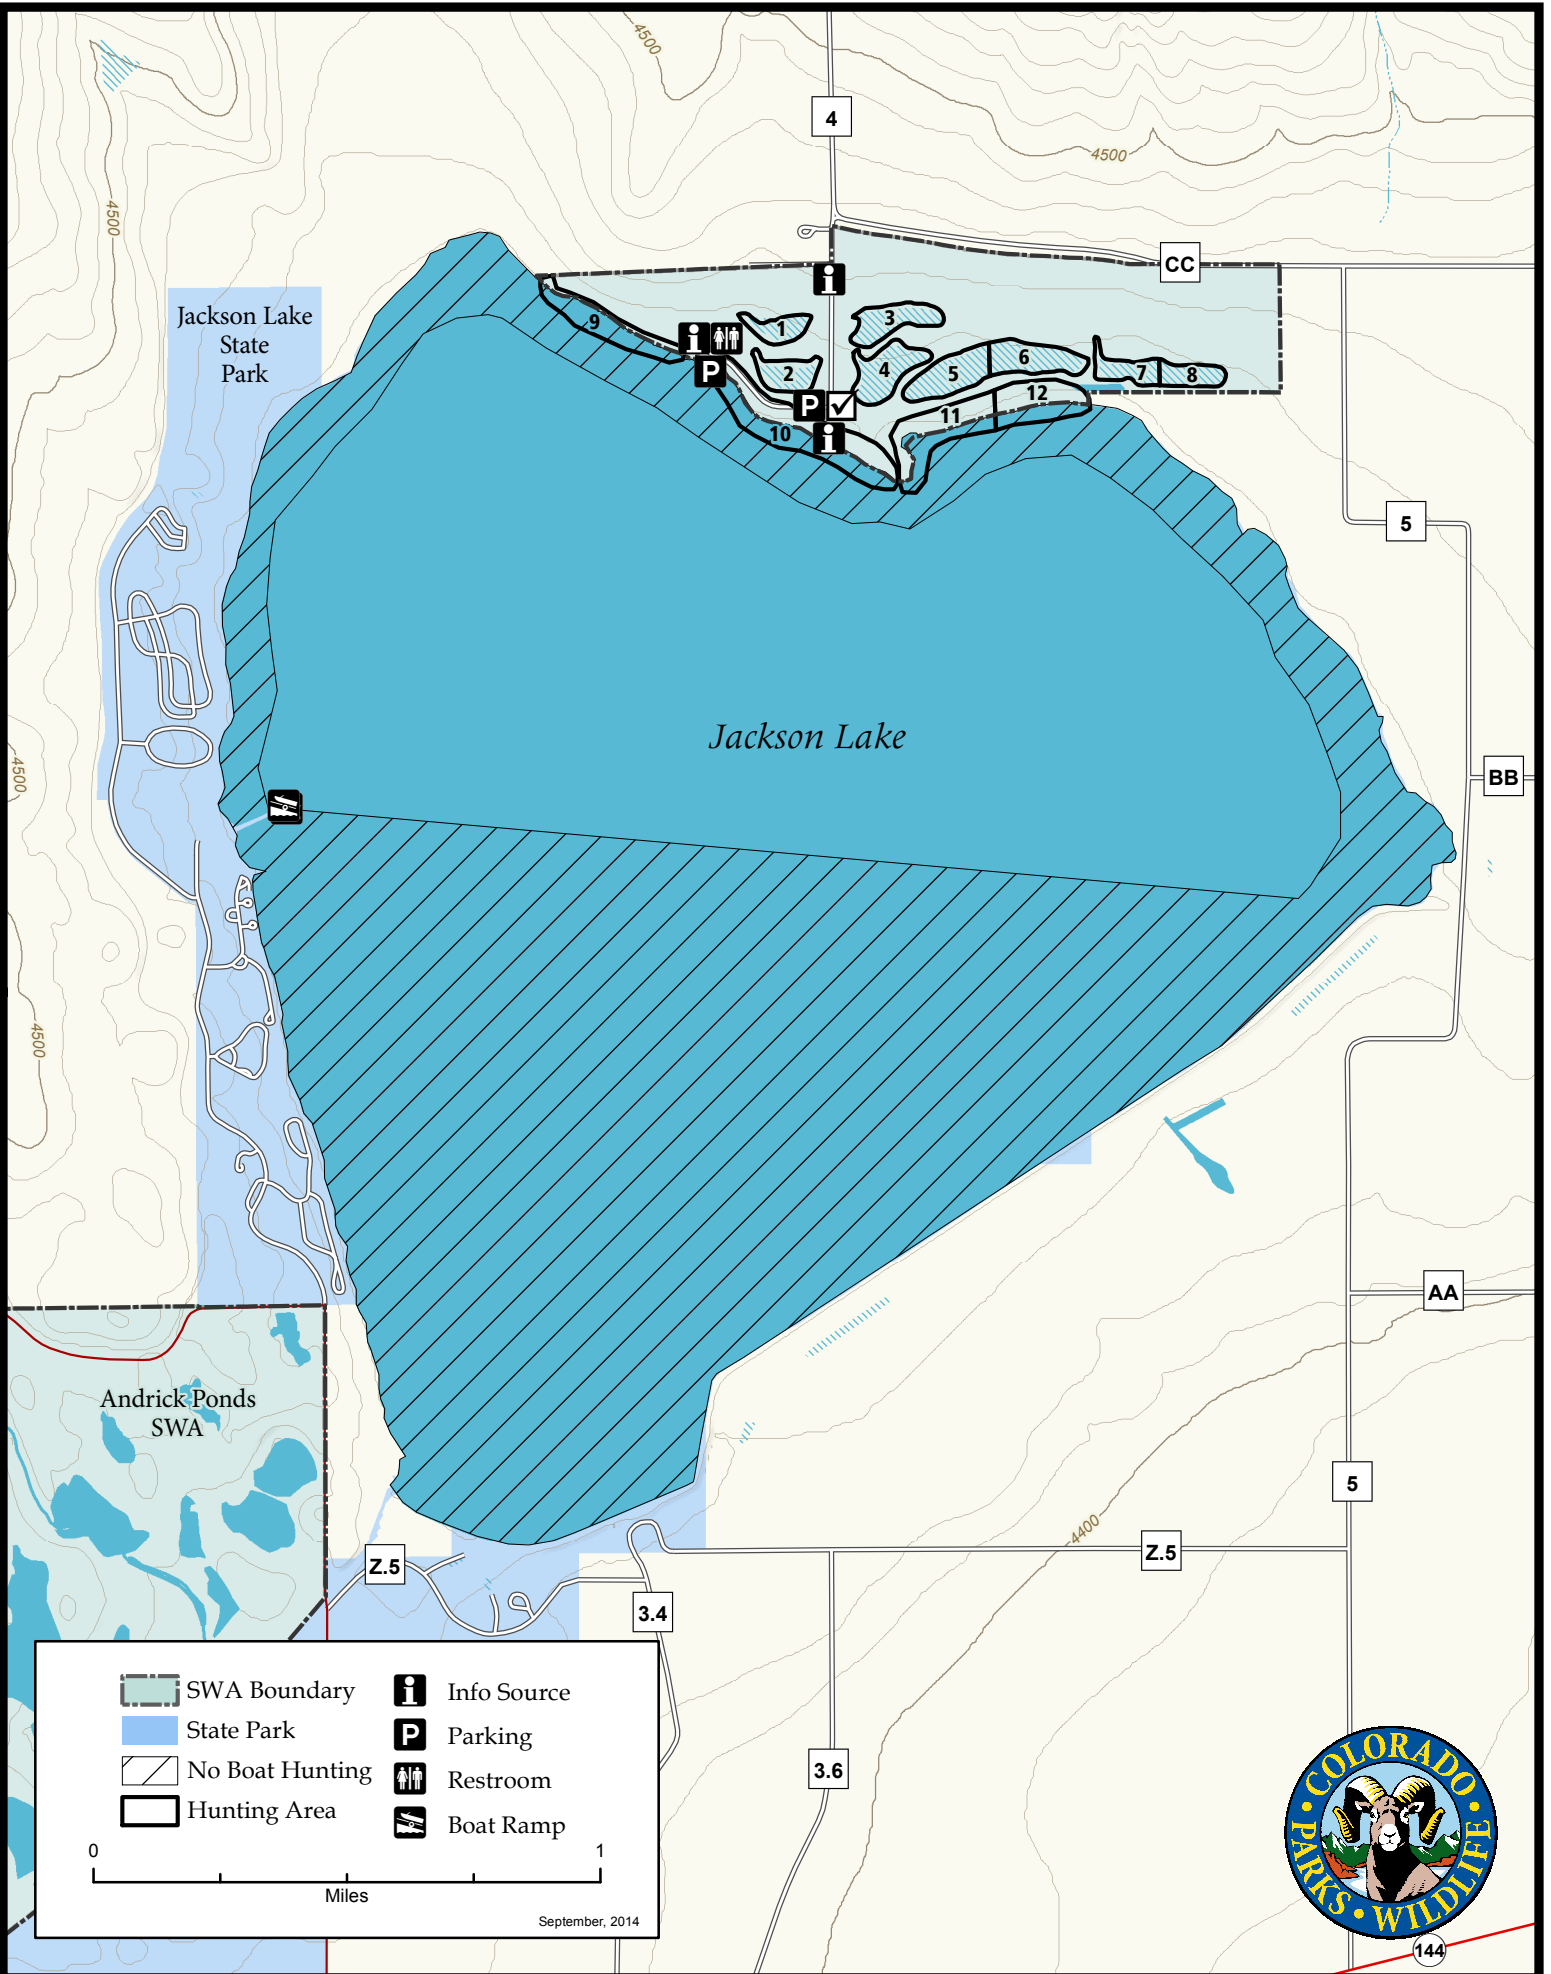 4500
4
4500
4500
CC
Jackson Lake
State
Park
9
1
3
2
4
5
6
7
8
P
P
10
11
12
5
Jackson Lake
4500
BB
4500
AA
Andrick Ponds
SWA
5
4400
Z.5
Z.5
3.4
3.6
SWA Boundary
State Park
No Boat Hunting
Hunting Area
Info Source
P
Parking
Restroom
Boat Ramp
0
1
Miles
September, 2014
COLORADO
PARKS • WILDLIFE
144